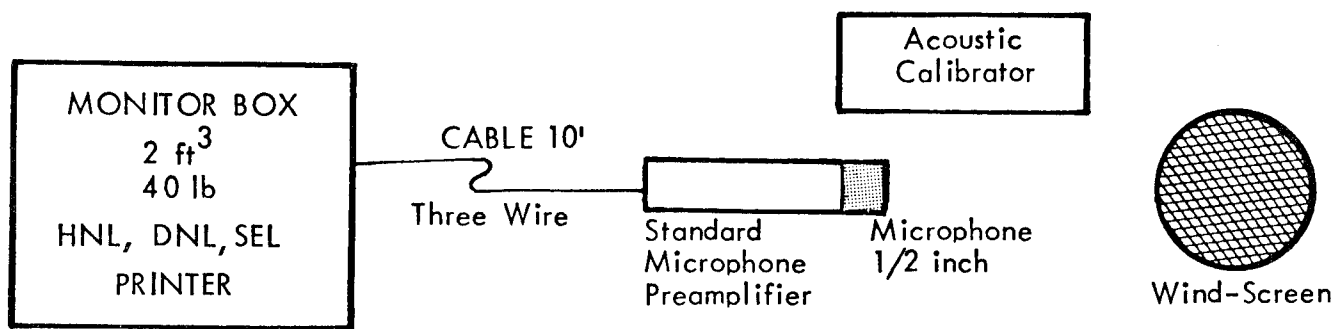 MONITOR BOX
2 ft³
40 lb
HNL, DNL, SEL
PRINTER
CABLE 10'
Three Wire
Acoustic
Calibrator
Standard
Microphone
Preamplifier
Microphone
1/2 inch
Wind-Screen